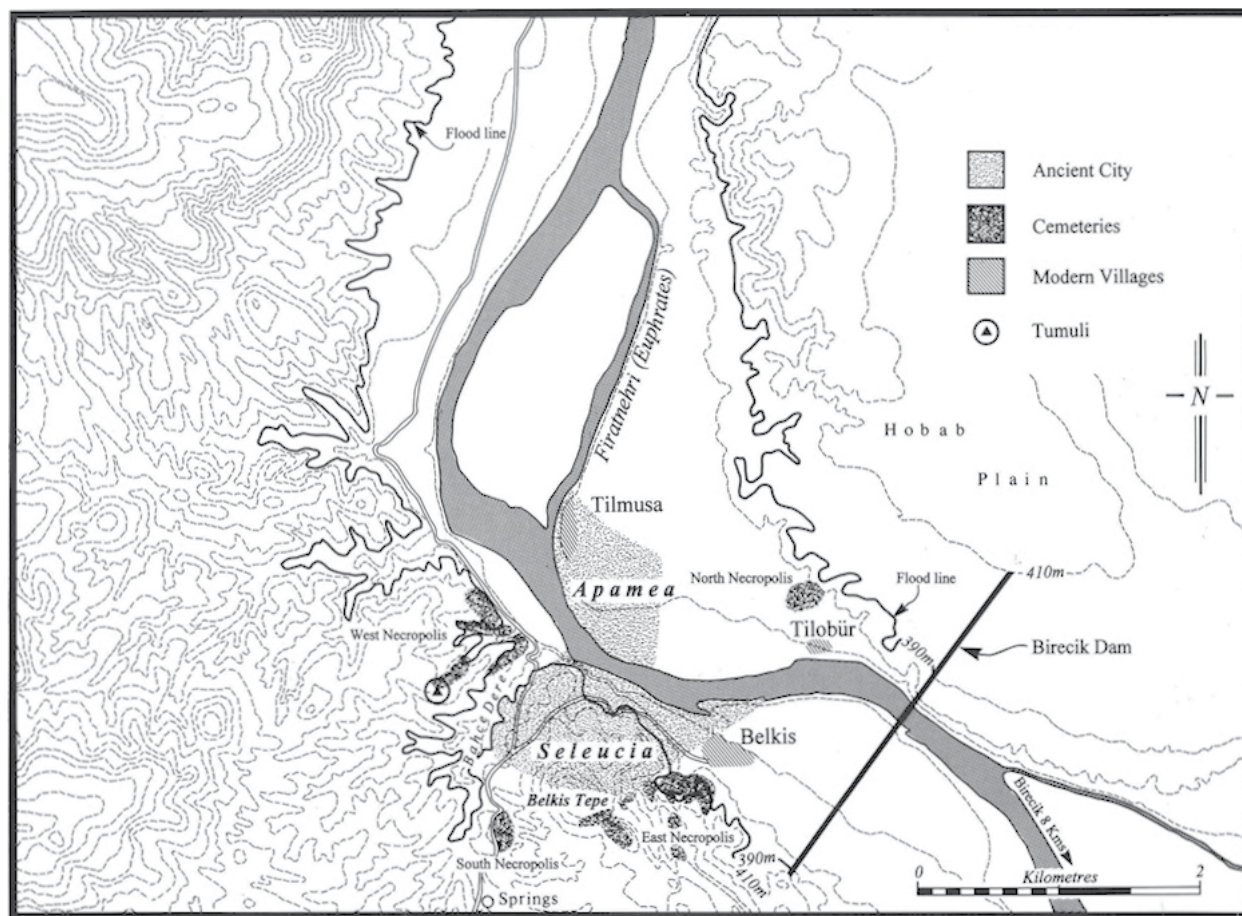 Flood line
Ancient City
Cemeteries
Modern Villages
Tumuli
N
Firatnehri (Euphrates)
Hobab
Plain
Tilmusa
Apamea
North Necropolis
Flood line
410m
West Necropolis
Tilobür
390m
Birecik Dam
Bahçe Dere
Seleucia
Belkis
Belkis Tepe
East Necropolis
South Necropolis
390m
410m
Birecik 8 Kms
0
2
Kilometres
Springs